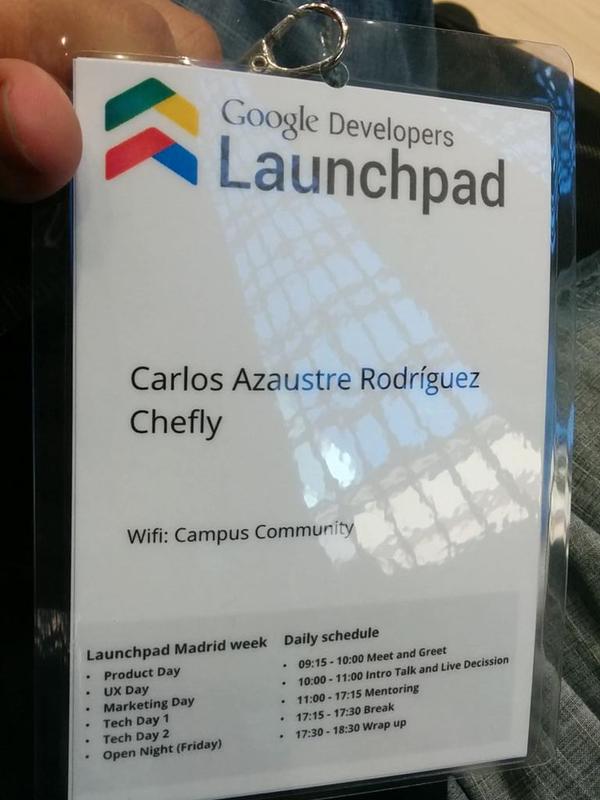 Google Developers
Launchpad
Carlos Azaustre Rodríguez
Chefly
Wifi: Campus Community
Launchpad Madrid week
• Product Day
• UX Day
• Marketing Day
• Tech Day 1
• Tech Day 2
• Open Night (Friday)
Daily schedule
• 09:15 - 10:00 Meet and Greet
• 10:00 - 11:00 Intro Talk and Live Decission
• 11:00 - 17:15 Mentoring
• 17:15 - 17:30 Break
• 17:30 - 18:30 Wrap up